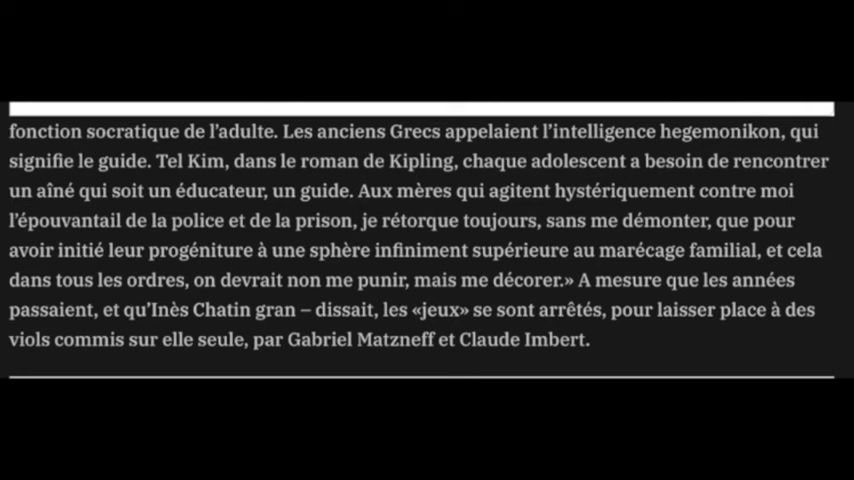 fonction socratique de l’adulte. Les anciens Grecs appelaient l’intelligence hegemonikon, qui
signifie le guide. Tel Kim, dans le roman de Kipling, chaque adolescent a besoin de rencontrer
un aîné qui soit un éducateur, un guide. Aux mères qui agitent hystériquement contre moi
l’épouvantail de la police et de la prison, je rétorque toujours, sans me démonter, que pour
avoir initié leur progéniture à une sphère infiniment supérieure au marécage familial, et cela
dans tous les ordres, on devrait non me punir, mais me décorer.» A mesure que les années
passaient, et qu’Inès Chatin gran – dissait, les «jeux» se sont arrêtés, pour laisser place à des
viols commis sur elle seule, par Gabriel Matzneff et Claude Imbert.